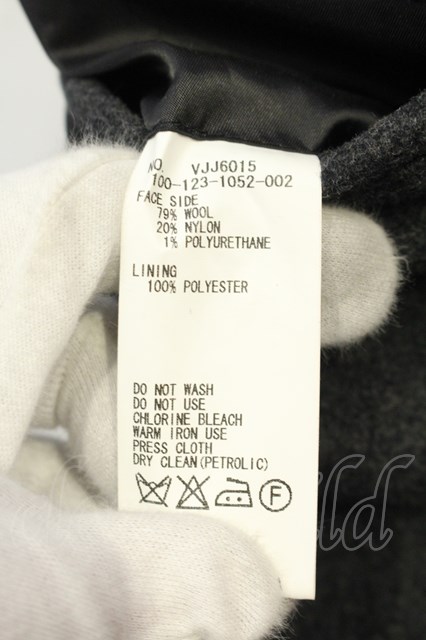 NO. VJJ6015
100-123-1052-002
FACE SIDE
79% WOOL
20% NYLON
1% POLYURETHANE
LINING
100% POLYESTER
DO NOT WASH
DO NOT USE
CHLORINE BLEACH
WARM IRON USE
PRESS CLOTH
DRY CLEAN(PETROLIC)
F